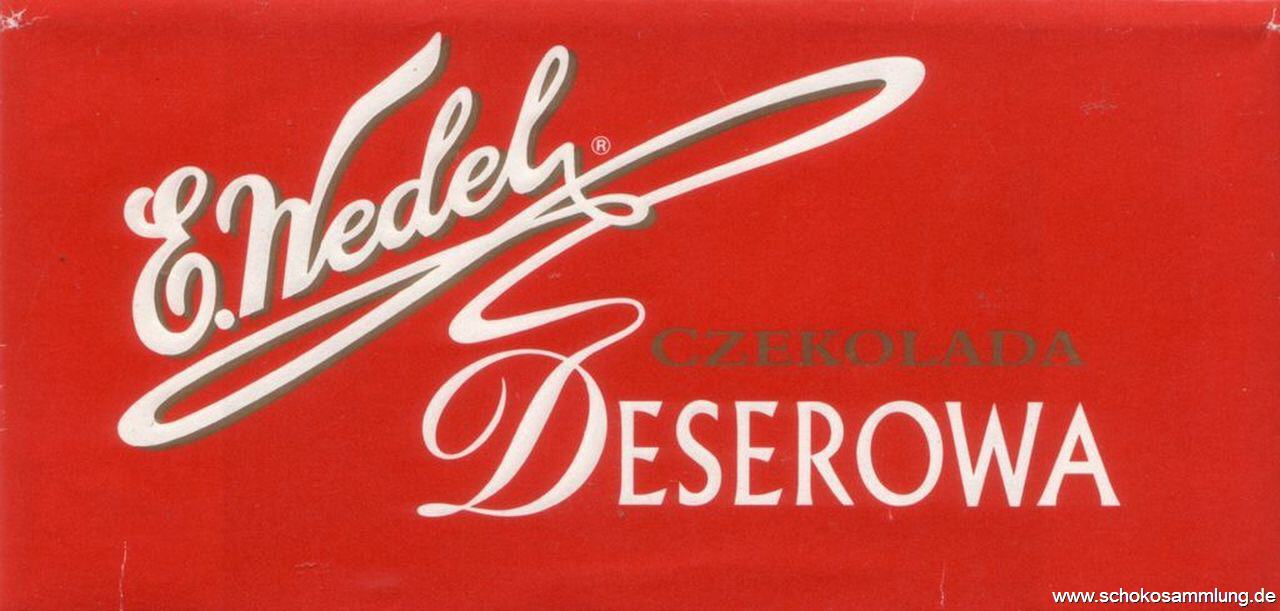 E. Wedel ®
CZEKOLADA
DESEROWA
www.schokosammlung.de